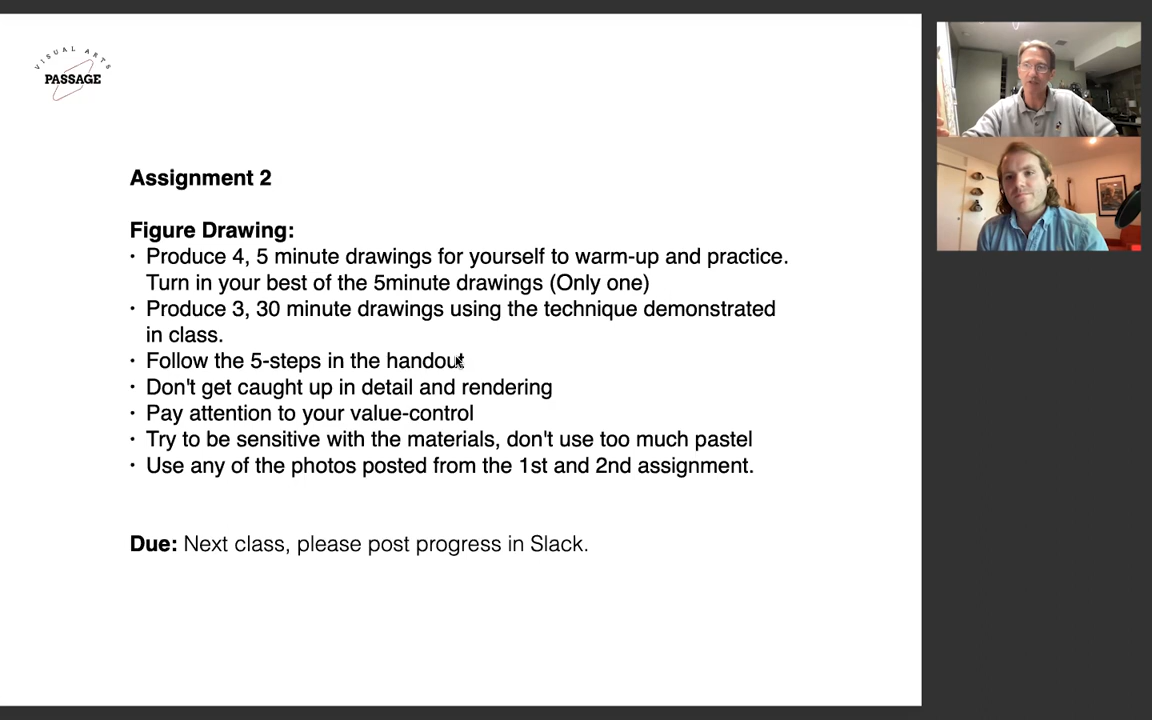 VISUAL ARTS
PASSAGE
Assignment 2
Figure Drawing:
· Produce 4, 5 minute drawings for yourself to warm-up and practice.
Turn in your best of the 5minute drawings (Only one)
· Produce 3, 30 minute drawings using the technique demonstrated
in class.
· Follow the 5-steps in the handout
· Don't get caught up in detail and rendering
· Pay attention to your value-control
· Try to be sensitive with the materials, don't use too much pastel
· Use any of the photos posted from the 1st and 2nd assignment.
Due: Next class, please post progress in Slack.